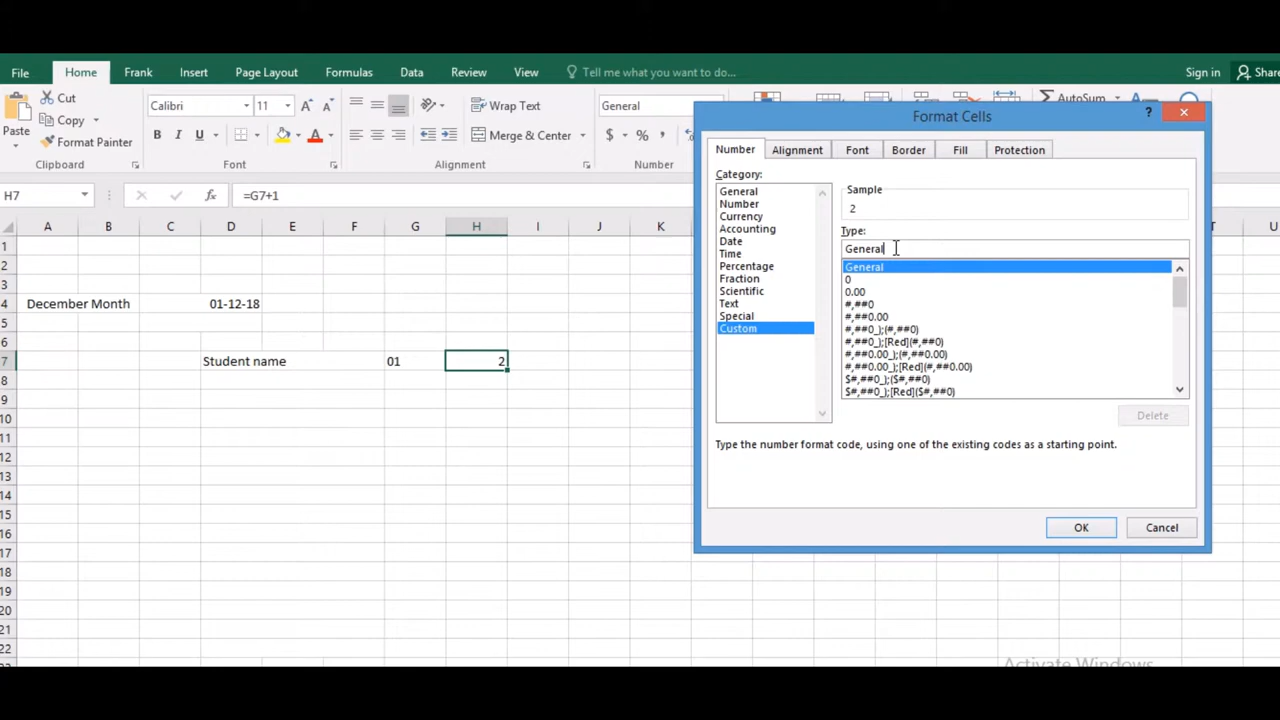 File Home Frank Insert Page Layout Formulas Data Review View Tell me what you want to do... Sign in Share
Paste Cut Copy Format Painter Clipboard
Calibri 11 A A B I U A Font
Wrap Text Merge & Center Alignment
General $ % , Number
AutoSum
Format Cells ?
Number Alignment Font Border Fill Protection
Category:
General
Number
Currency
Accounting
Date
Time
Percentage
Fraction
Scientific
Text
Special
Custom
Sample
2
Type:
General
General
0
0.00
#,##0
#,##0.00
#,##0_);(#,##0)
#,##0_);[Red](#,##0)
#,##0.00_);(#,##0.00)
#,##0.00_);[Red](#,##0.00)
$#,##0_);($#,##0)
$#,##0_);[Red]($#,##0)
Delete
Type the number format code, using one of the existing codes as a starting point.
OK Cancel
H7 fx =G7+1
A B C D E F G H I J K T U
1
2
3
4 December Month 01-12-18
5
6
7 Student name 01 2
8
9
10
11
12
13
14
15
16
17
18
19
20
21
22
Activate Windows